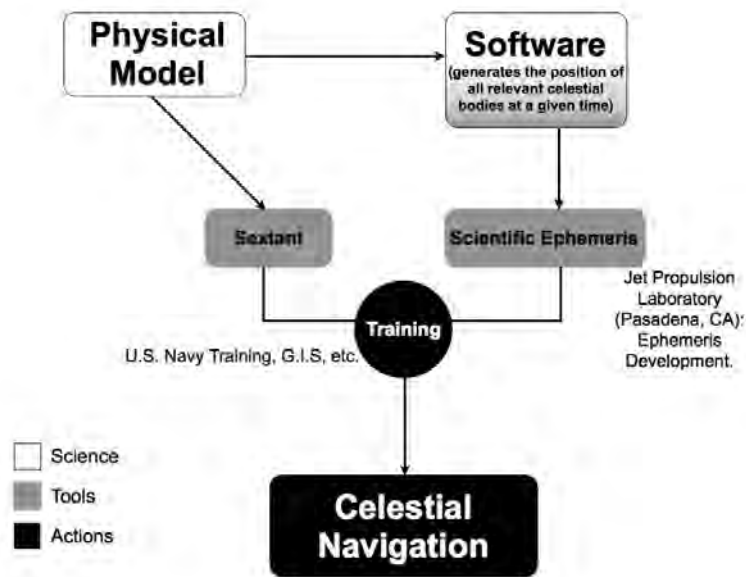 Physical
Model
Software
(generates the position of
all relevant celestial
bodies at a given time)
Sextant
Scientific Ephemeris
Jet Propulsion
Laboratory
(Pasadena, CA):
Ephemeris
Development.
Training
U.S. Navy Training, G.I.S, etc.
Science
Tools
Actions
Celestial
Navigation